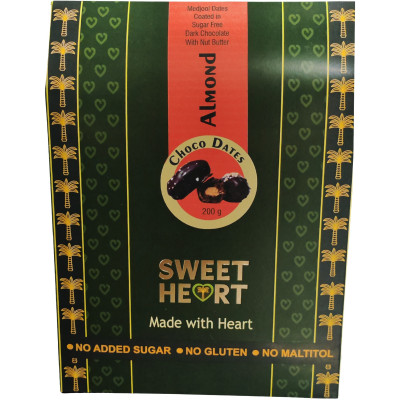 Medjool Dates
Coated in
Sugar Free
Dark Chocolate
With Nut Butter
Almond
Choco Dates
200 g
SWEET
HEART
Made with Heart
• NO ADDED SUGAR • NO GLUTEN • NO MALTITOL